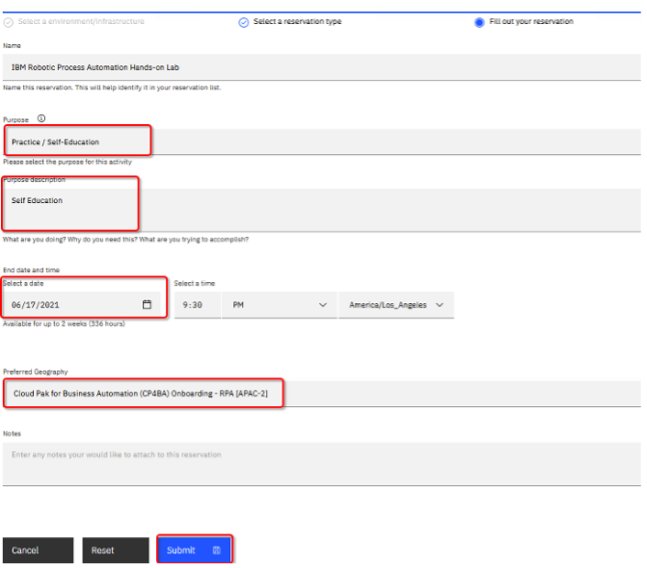 Select a environment/infrastructure
Select a reservation type
Fill out your reservation
Name
IBM Robotic Process Automation Hands-on Lab
Name this reservation. This will help identify it in your reservation list.
Purpose
Practice / Self-Education
Please select the purpose for this activity
Purpose description
Self Education
What are you doing? Why do you need this? What are you trying to accomplish?
End date and time
Select a date
Select a time
06/17/2021
9:30
PM
America/Los_Angeles
Available for up to 2 weeks (336 hours)
Preferred Geography
Cloud Pak for Business Automation (CP4BA) Onboarding - RPA [APAC-2]
Notes
Enter any notes your would like to attach to this reservation
Cancel
Reset
Submit